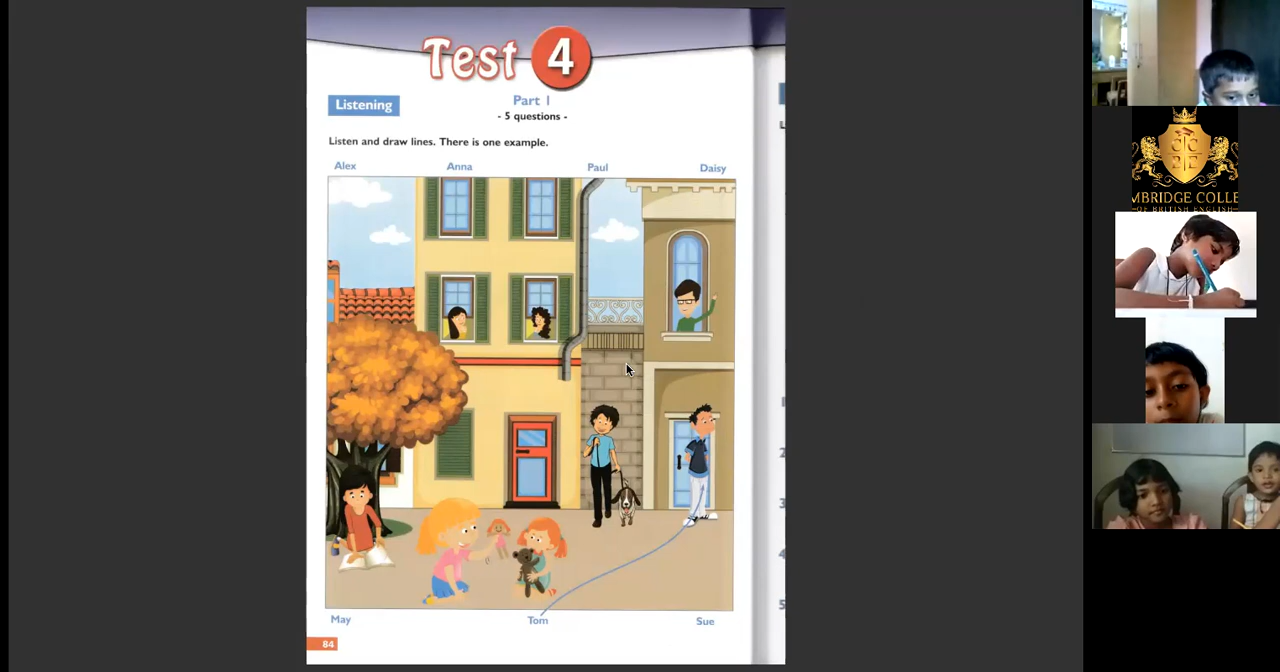 Test 4
Listening
Part 1
- 5 questions -
Listen and draw lines. There is one example.
Alex Anna Paul Daisy
May Tom Sue
84
MBRIDGE COLLE
OF BRITISH ENGLISH